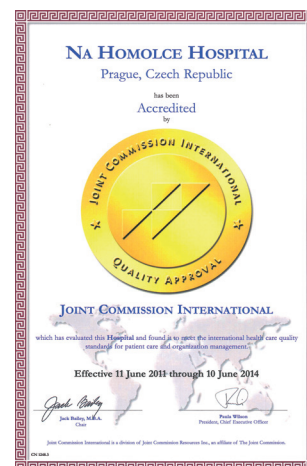 NA HOMOLCE HOSPITAL
Prague, Czech Republic
has been
Accredited
by
JOINT COMMISSION INTERNATIONAL
QUALITY APPROVAL
JOINT COMMISSION INTERNATIONAL
which has evaluated this Hospital and found it to meet the international health care quality
standards for patient care and organization management.
Effective 11 June 2011 through 10 June 2014
Jack Bailey
Jack Bailey, M.B.A.
Chair
Paula Wilson
President, Chief Executive Officer
Joint Commission International is a division of Joint Commission Resources Inc., an affiliate of The Joint Commission.